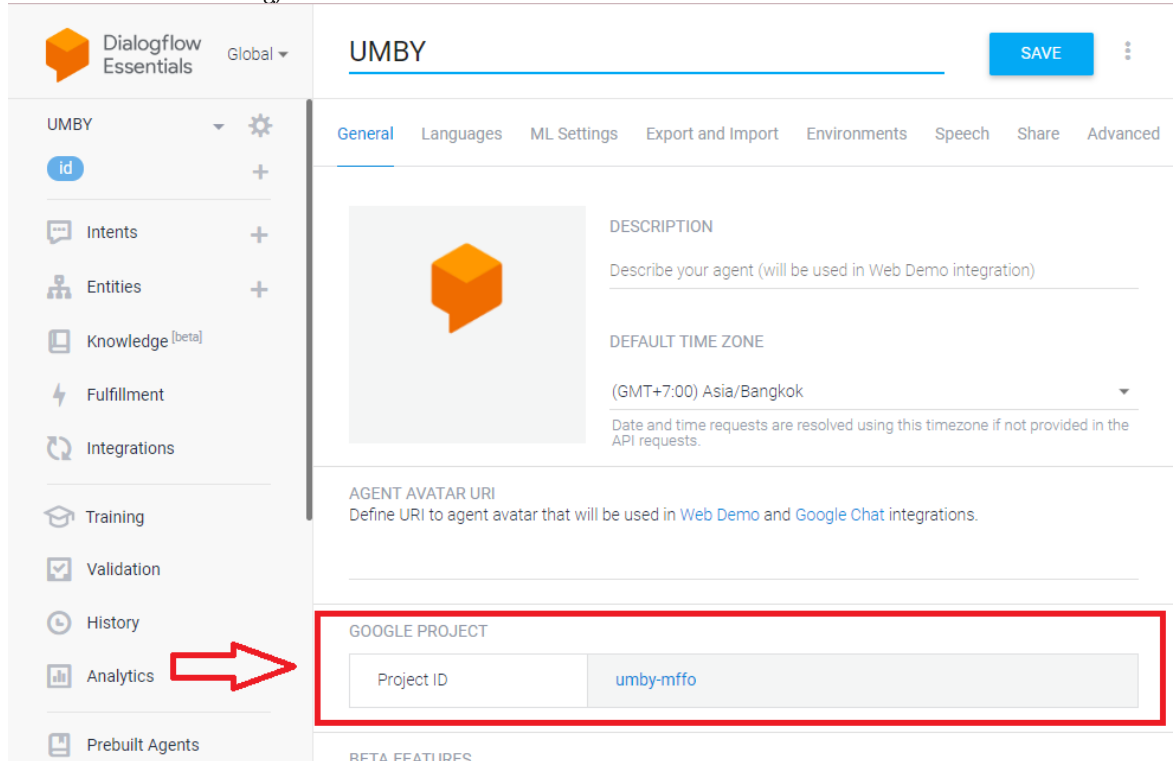 Dialogflow
Essentials
Global
UMBY
SAVE
UMBY
id
General Languages ML Settings Export and Import Environments Speech Share Advanced
Intents
Entities
Knowledge [beta]
Fulfillment
Integrations
Training
Validation
History
Analytics
Prebuilt Agents
DESCRIPTION
Describe your agent (will be used in Web Demo integration)
DEFAULT TIME ZONE
(GMT+7:00) Asia/Bangkok
Date and time requests are resolved using this timezone if not provided in the
API requests.
AGENT AVATAR URI
Define URI to agent avatar that will be used in Web Demo and Google Chat integrations.
GOOGLE PROJECT
Project ID umby-mffo
BETA FEATURES